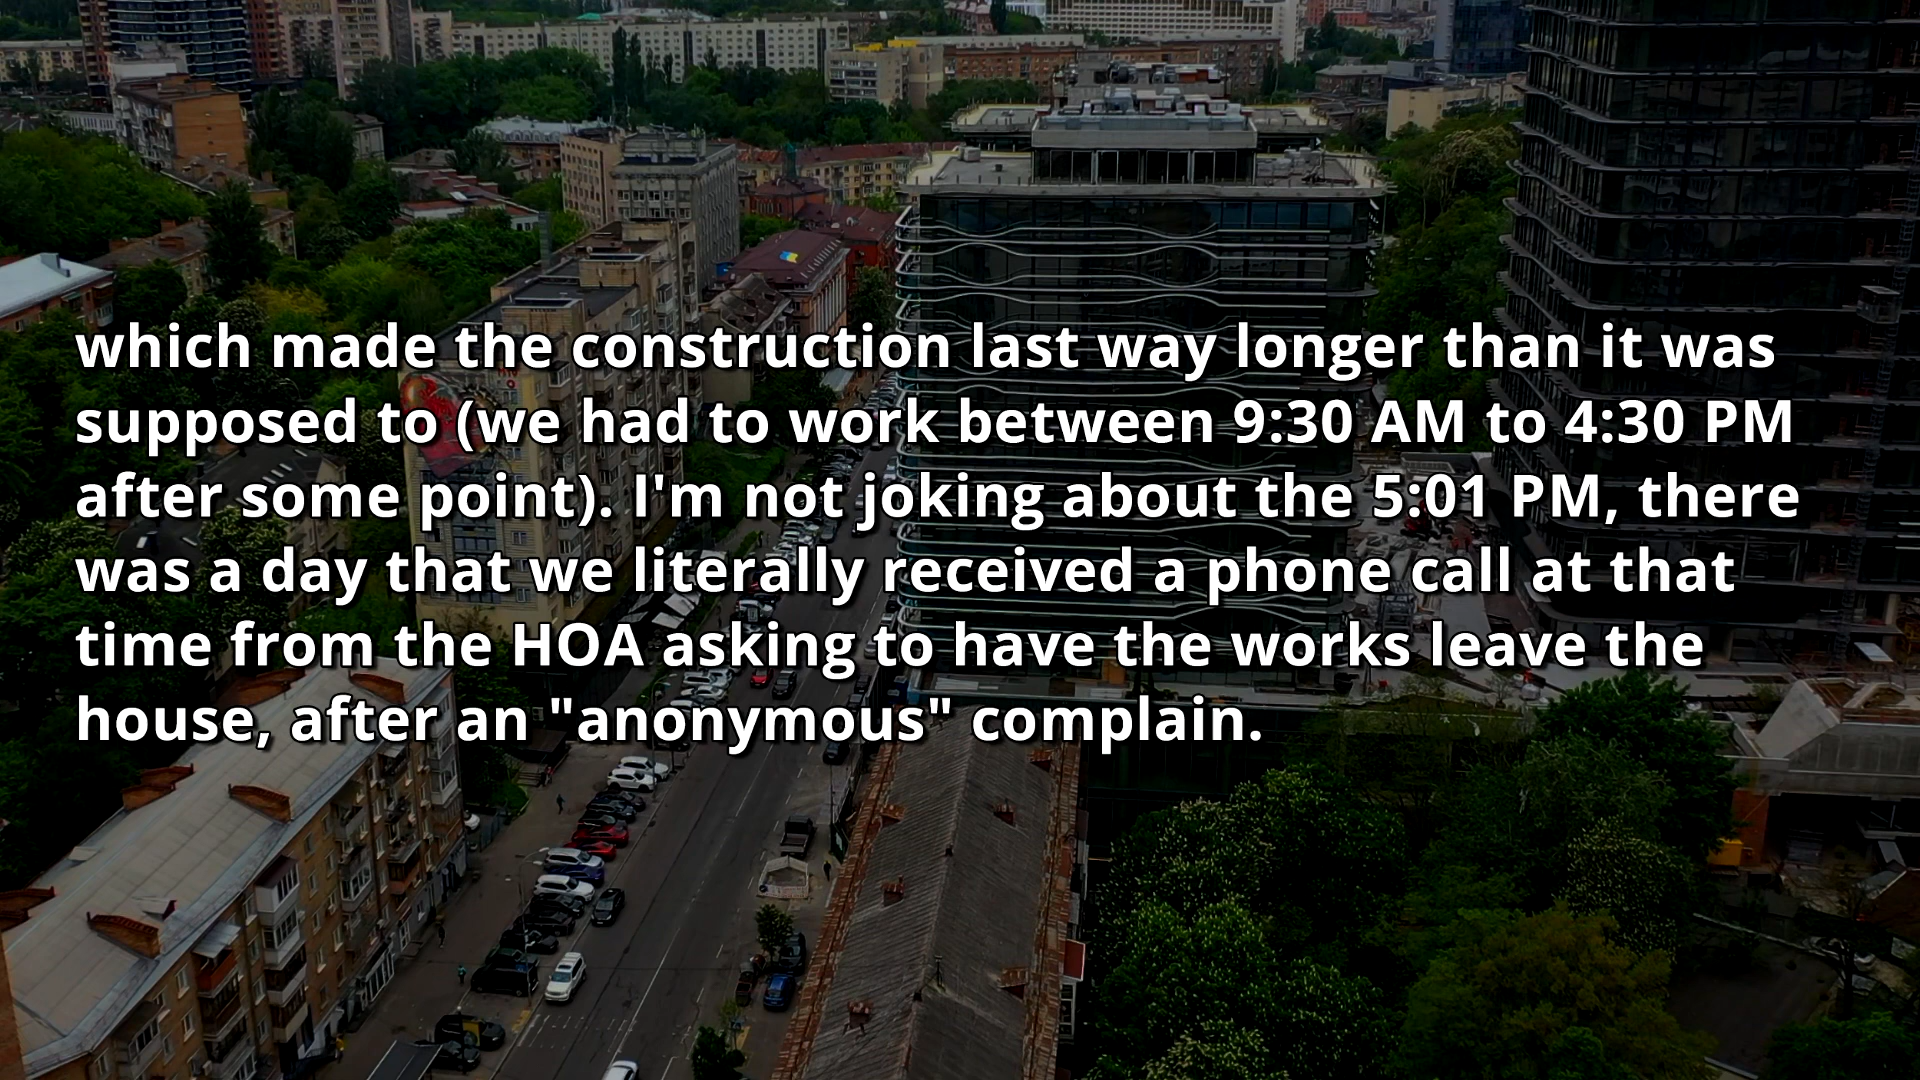 which made the construction last way longer than it was
supposed to (we had to work between 9:30 AM to 4:30 PM
after some point). I'm not joking about the 5:01 PM, there
was a day that we literally received a phone call at that
time from the HOA asking to have the works leave the
house, after an "anonymous" complain.